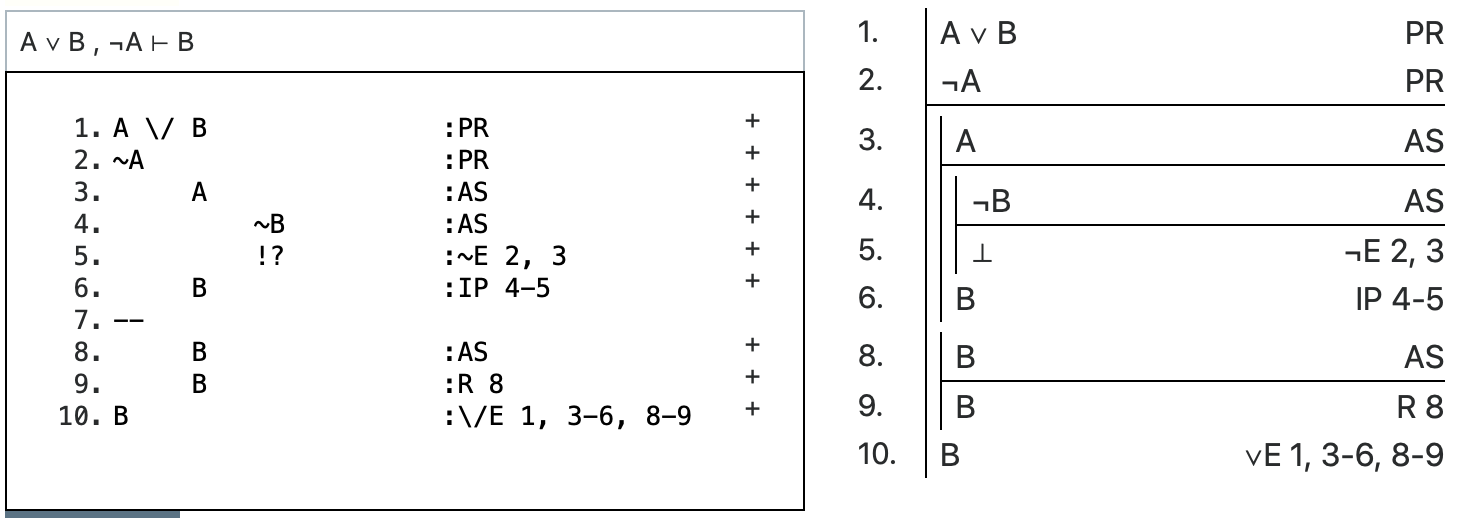 A ∨ B , ¬A ⊢ B
1. A \/ B :PR +
2. ~A :PR +
3. A :AS +
4. ~B :AS +
5. !? :~E 2, 3 +
6. B :IP 4-5 +
7. --
8. B :AS +
9. B :R 8 +
10. B :\/E 1, 3-6, 8-9 +
1. A ∨ B PR
2. ¬A PR
3. A AS
4. ¬B AS
5. ⊥ ¬E 2, 3
6. B IP 4-5
8. B AS
9. B R 8
10. B ∨E 1, 3-6, 8-9